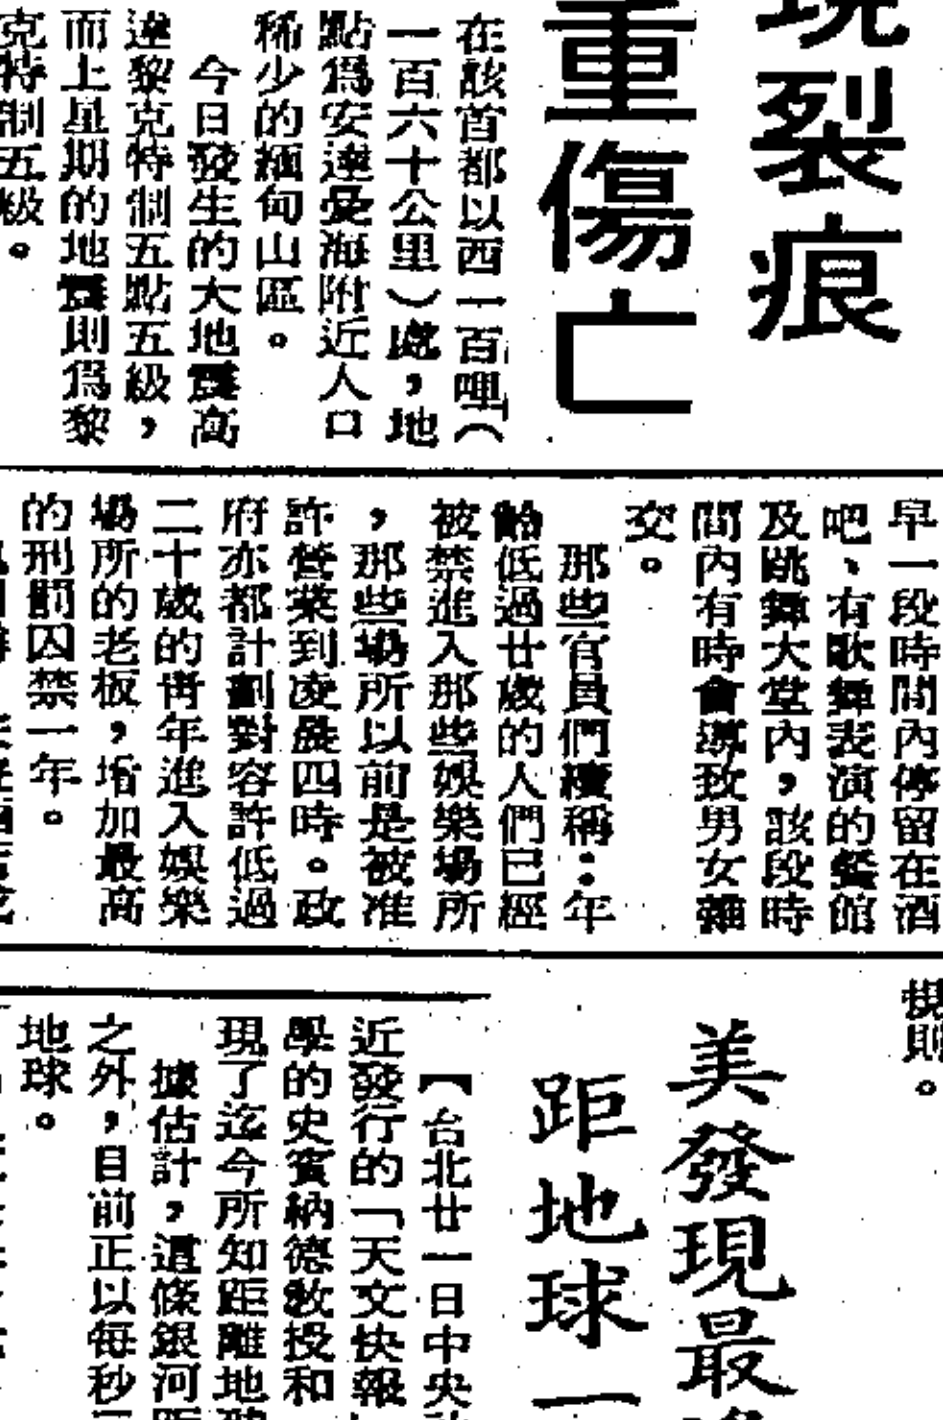 現裂痕
重傷亡
在該首都以西一百哩（
一百六十公里）處，地
點爲安達曼海附近人口
稀少的緬甸山區。
今日發生的大地震高
達黎克特制五點五級，
而上星期的地震則爲黎
克特制五級。
早一段時間內停留在酒
吧、有歌舞表演的餐館
及跳舞大堂內，該段時
間內有時會導致男女雜
交。
那些官員們續稱：年
齡低過廿歲的人們已經
被禁進入那些娛樂場所
，那些場所以前是被准
許營業到凌晨四時。政
府亦都計劃對容許低過
二十歲的靑年進入娛樂
場所的老板，增加最高
的刑罰囚禁一年。
規則。
美發現最
距地球一
【台北廿一日中央
近發行的「天文快報
學的史賓納德敎授和
現了迄今所知距離地
據估計，這條銀河
之外，目前正以每秒
地球。